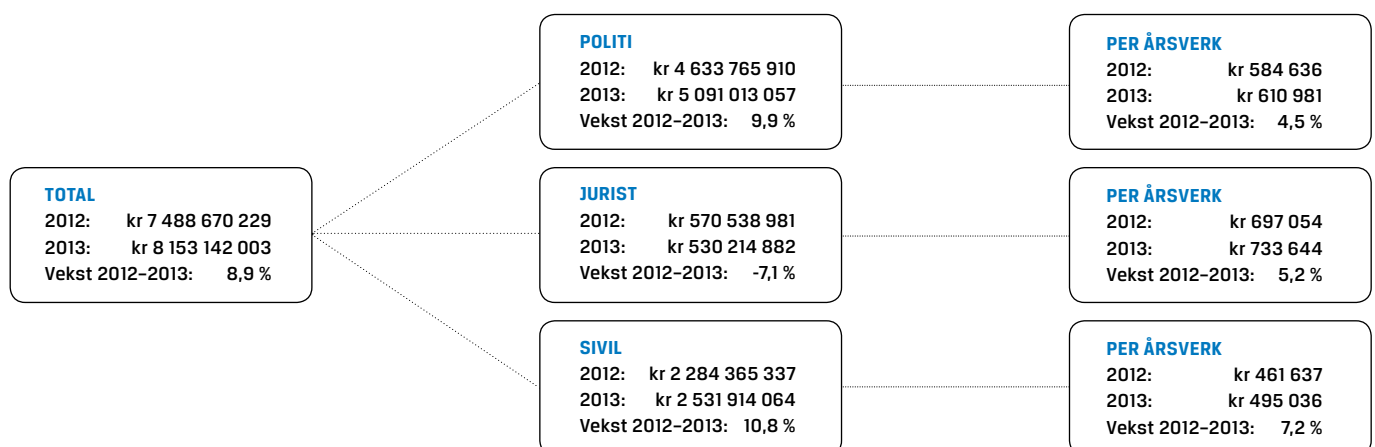 TOTAL
2012: kr 7 488 670 229
2013: kr 8 153 142 003
Vekst 2012–2013: 8,9 %
POLITI
2012: kr 4 633 765 910
2013: kr 5 091 013 057
Vekst 2012–2013: 9,9 %
PER ÅRSVERK
2012: kr 584 636
2013: kr 610 981
Vekst 2012–2013: 4,5 %
JURIST
2012: kr 570 538 981
2013: kr 530 214 882
Vekst 2012–2013: -7,1 %
PER ÅRSVERK
2012: kr 697 054
2013: kr 733 644
Vekst 2012–2013: 5,2 %
SIVIL
2012: kr 2 284 365 337
2013: kr 2 531 914 064
Vekst 2012–2013: 10,8 %
PER ÅRSVERK
2012: kr 461 637
2013: kr 495 036
Vekst 2012–2013: 7,2 %